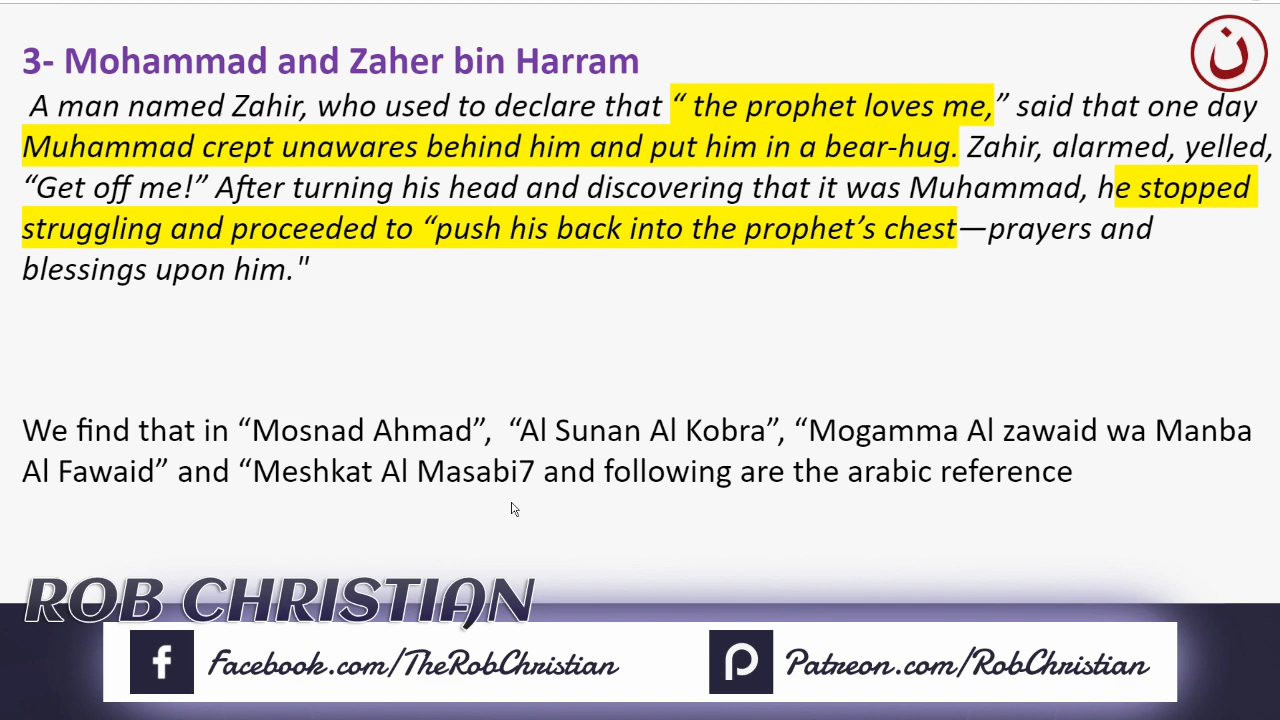 3- Mohammad and Zaher bin Harram
ن
A man named Zahir, who used to declare that “ the prophet loves me,” said that one day
Muhammad crept unawares behind him and put him in a bear-hug. Zahir, alarmed, yelled,
“Get off me!” After turning his head and discovering that it was Muhammad, he stopped
struggling and proceeded to “push his back into the prophet’s chest—prayers and
blessings upon him."
We find that in “Mosnad Ahmad”,  “Al Sunan Al Kobra”, “Mogamma Al zawaid wa Manba
Al Fawaid” and “Meshkat Al Masabi7 and following are the arabic reference
ROB CHRISTIAN
Facebook.com/TheRobChristian
Patreon.com/RobChristian